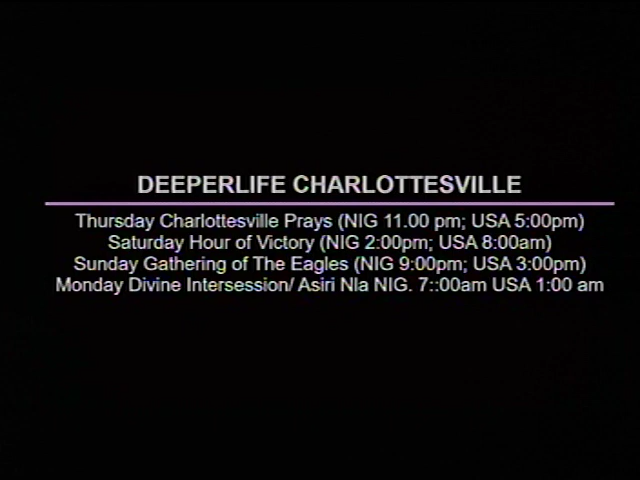 DEEPERLIFE CHARLOTTESVILLE
Thursday Charlottesville Prays (NIG 11.00 pm; USA 5:00pm)
Saturday Hour of Victory (NIG 2:00pm; USA 8:00am)
Sunday Gathering of The Eagles (NIG 9:00pm; USA 3:00pm)
Monday Divine Intersession/ Asiri Nla NIG. 7::00am USA 1:00 am